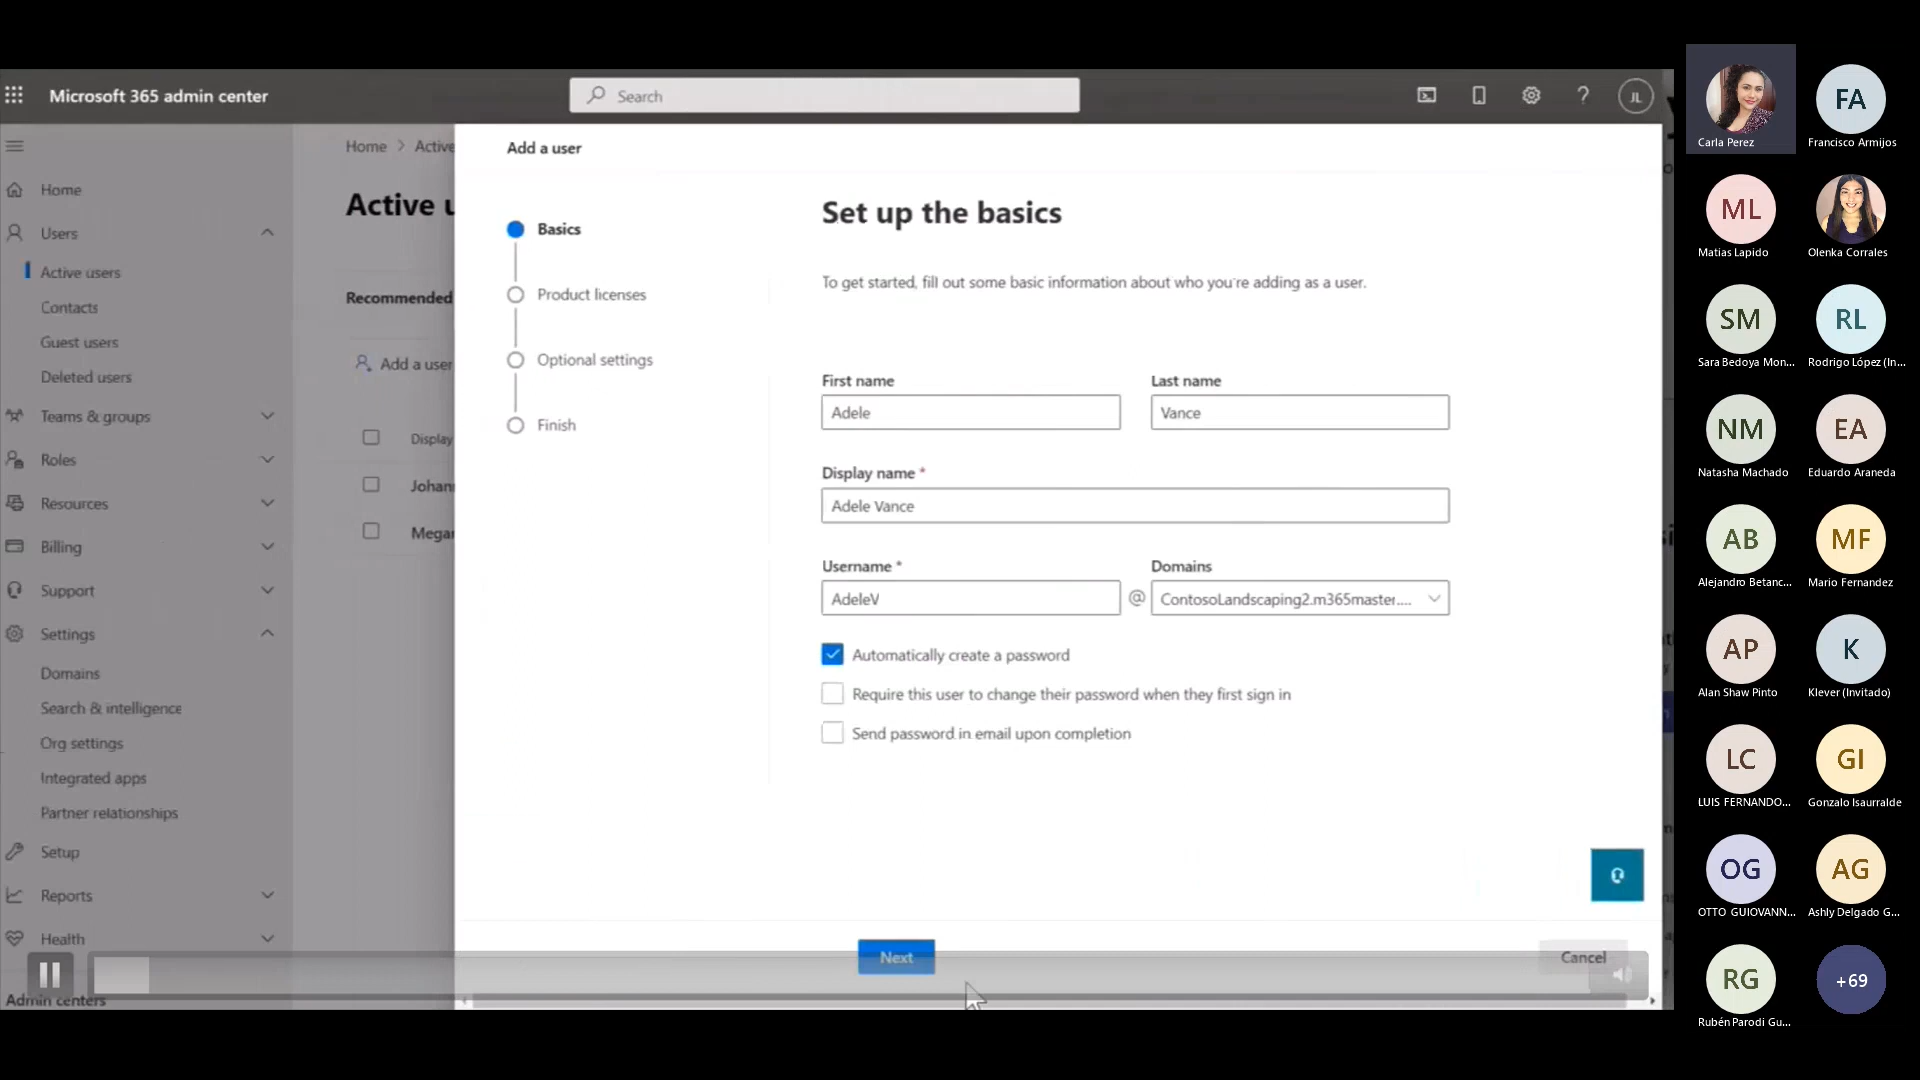 Microsoft 365 admin center
Search
JL
Home
Users
Active users
Contacts
Guest users
Deleted users
Teams & groups
Roles
Resources
Billing
Support
Settings
Domains
Search & intelligence
Org settings
Integrated apps
Partner relationships
Setup
Reports
Health
Admin centers
Home > Active
Active u
Recommended
Add a user
Display
Johann
Megan
Add a user
Basics
Product licenses
Optional settings
Finish
Set up the basics
To get started, fill out some basic information about who you're adding as a user.
First name
Last name
Adele
Vance
Display name *
Adele Vance
Username *
Domains
AdeleV
@
ContosoLandscaping2.m365master....
Automatically create a password
Require this user to change their password when they first sign in
Send password in email upon completion
Next
Cancel
Carla Perez
FA
Francisco Armijos
ML
Matias Lapido
Olenka Corrales
SM
Sara Bedoya Mon...
RL
Rodrigo López (In...
NM
Natasha Machado
EA
Eduardo Araneda
AB
Alejandro Betanc...
MF
Mario Fernandez
AP
Alan Shaw Pinto
K
Klever (Invitado)
LC
LUIS FERNANDO...
GI
Gonzalo Isaurralde
OG
OTTO GUIOVANN...
AG
Ashly Delgado G...
RG
Rubén Parodi Gu...
+69